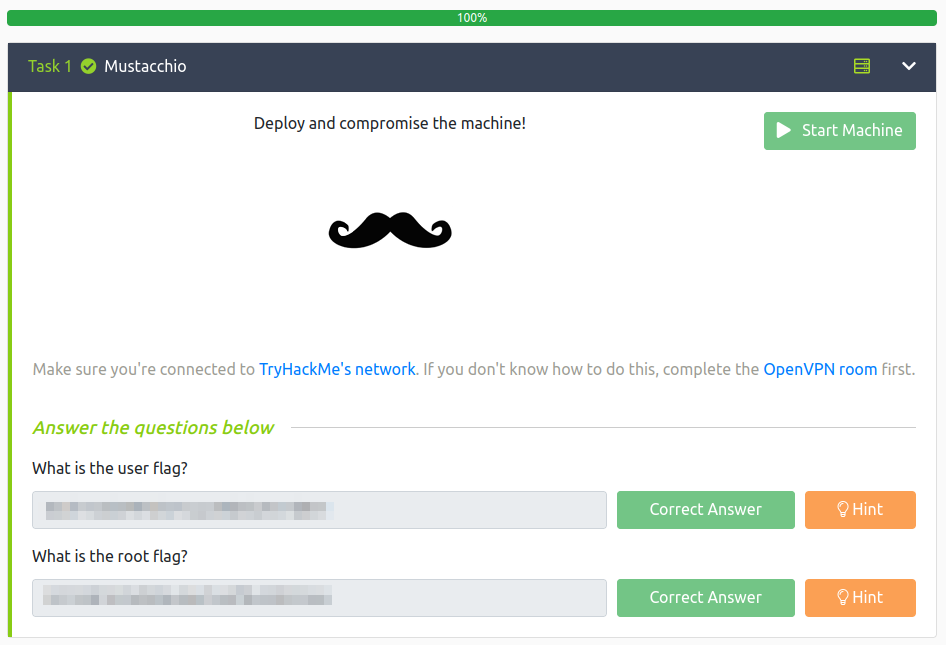 100%
Task 1 Mustacchio
Deploy and compromise the machine!
Start Machine
Make sure you're connected to TryHackMe's network. If you don't know how to do this, complete the OpenVPN room first.
Answer the questions below
What is the user flag?
Correct Answer Hint
What is the root flag?
Correct Answer Hint